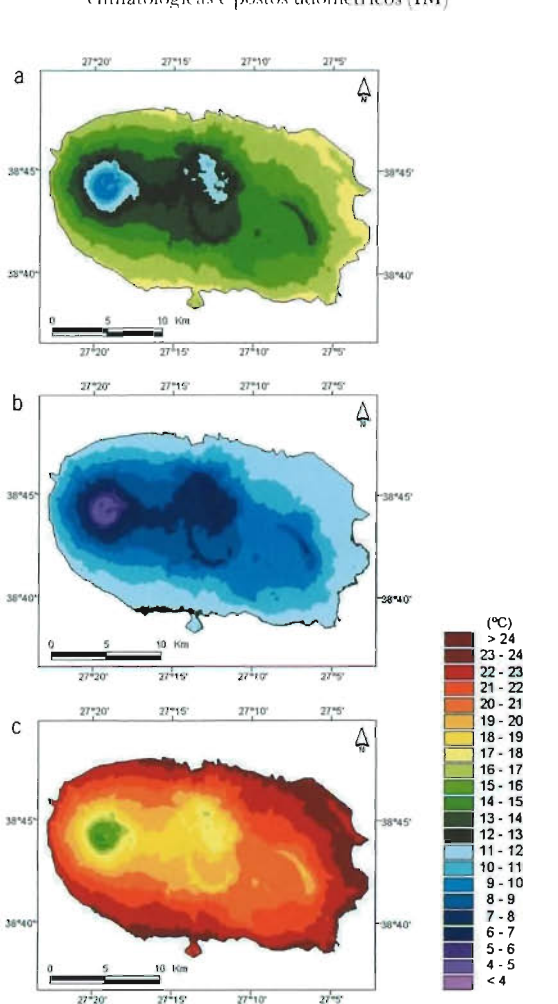 climatológicas e postos udométricos (IM)
a
27°20' 27°15' 27°10' 27°5'
N
38°45' 38°45'
38°40' 38°40'
0 5 10 Km
27°20' 27°15' 27°10' 27°5'
b
27°20' 27°15' 27°10' 27°5'
N
38°45' 38°45'
38°40' 38°40'
0 5 10 Km
27°20' 27°15' 27°10' 27°5'
c
27°20' 27°15' 27°10' 27°5'
N
38°45' 38°45'
38°40' 38°40'
0 5 10 Km
27°20' 27°15' 27°10' 27°5'
(ºC)
> 24
23 - 24
22 - 23
21 - 22
20 - 21
19 - 20
18 - 19
17 - 18
16 - 17
15 - 16
14 - 15
13 - 14
12 - 13
11 - 12
10 - 11
9 - 10
8 - 9
7 - 8
6 - 7
5 - 6
4 - 5
< 4